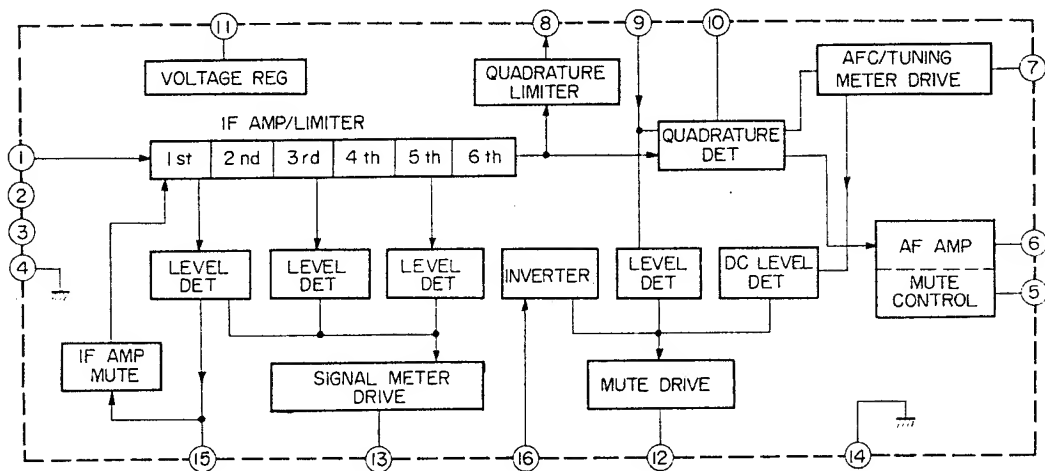 11
8
9
10
VOLTAGE REG
QUADRATURE
LIMITER
AFC/TUNING
METER DRIVE
7
IF AMP/LIMITER
QUADRATURE
DET
1
1st
2nd
3rd
4th
5th
6th
2
3
4
LEVEL
DET
LEVEL
DET
LEVEL
DET
INVERTER
LEVEL
DET
DC LEVEL
DET
AF AMP
6
MUTE
CONTROL
5
IF AMP
MUTE
SIGNAL METER
DRIVE
MUTE DRIVE
15
13
16
12
14